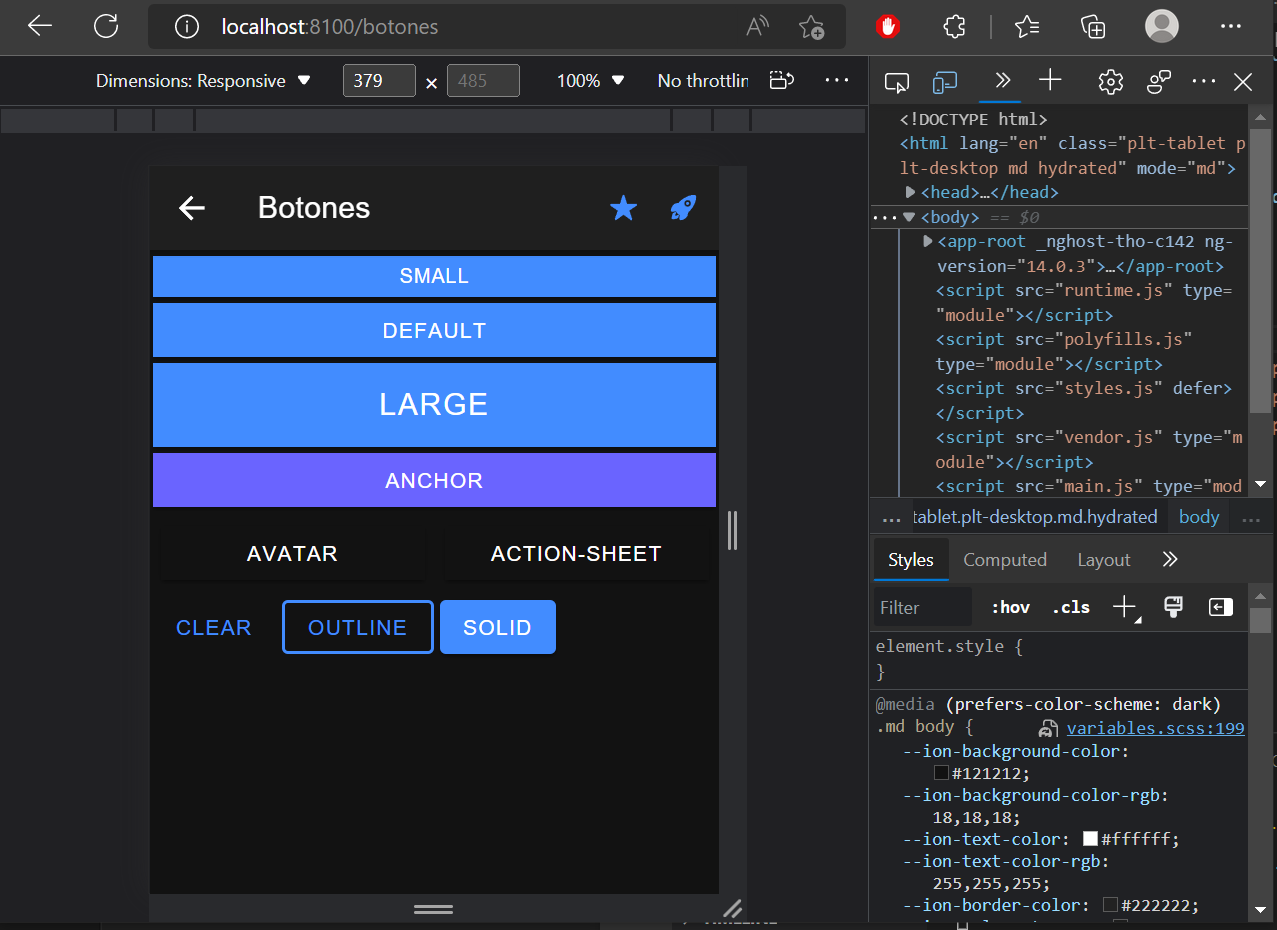 localhost:8100/botones
Dimensions: Responsive
379
×
485
100%
No throttlin
Botones
SMALL
DEFAULT
LARGE
ANCHOR
AVATAR
ACTION-SHEET
CLEAR
OUTLINE
SOLID
<!DOCTYPE html>
<html lang="en" class="plt-tablet p
lt-desktop md hydrated" mode="md">
<head>…</head>
<body> == $0
<app-root _nghost-tho-c142 ng-
version="14.0.3">…</app-root>
<script src="runtime.js" type=
"module"></script>
<script src="polyfills.js"
type="module"></script>
<script src="styles.js" defer>
</script>
<script src="vendor.js" type="m
odule"></script>
<script src="main.js" type="mod
... tablet.plt-desktop.md.hydrated body ...
Styles Computed Layout
Filter :hov .cls
element.style {
}
@media (prefers-color-scheme: dark)
.md body { variables.scss:199
--ion-background-color:
#121212;
--ion-background-color-rgb:
18,18,18;
--ion-text-color: #ffffff;
--ion-text-color-rgb:
255,255,255;
--ion-border-color: #222222;